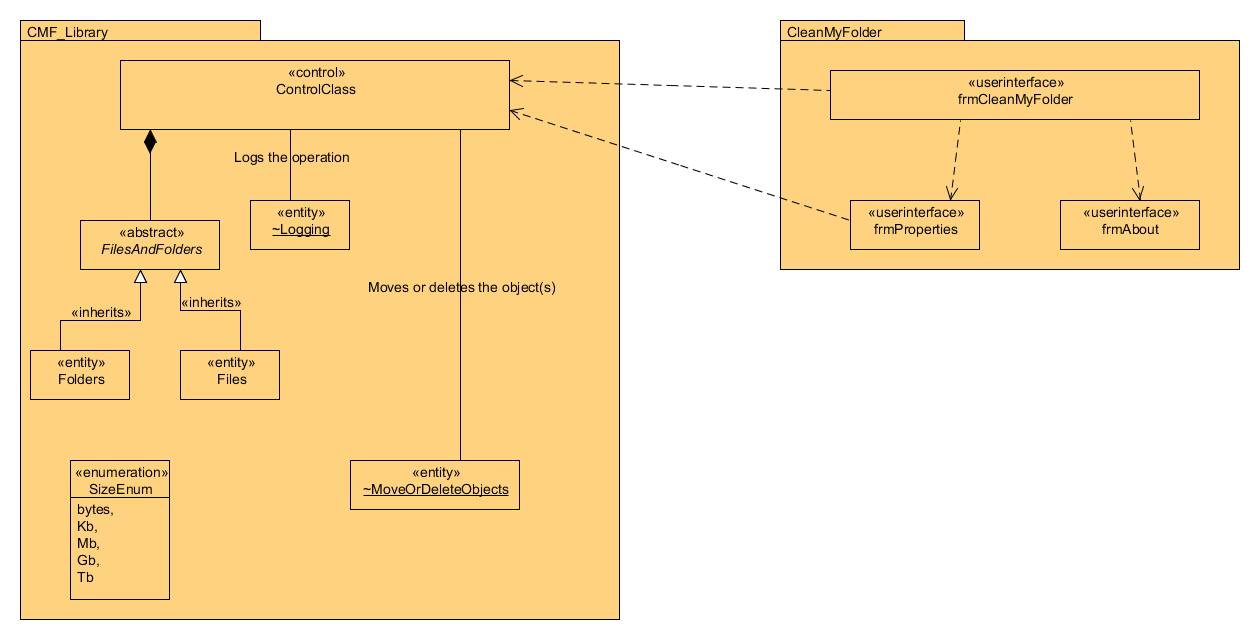 CMF_Library
«control»
ControlClass
Logs the operation
«abstract»
FilesAndFolders
«entity»
~Logging
«inherits»
«inherits»
Moves or deletes the object(s)
«entity»
Folders
«entity»
Files
«enumeration»
SizeEnum
bytes,
Kb,
Mb,
Gb,
Tb
«entity»
~MoveOrDeleteObjects
CleanMyFolder
«userinterface»
frmCleanMyFolder
«userinterface»
frmProperties
«userinterface»
frmAbout